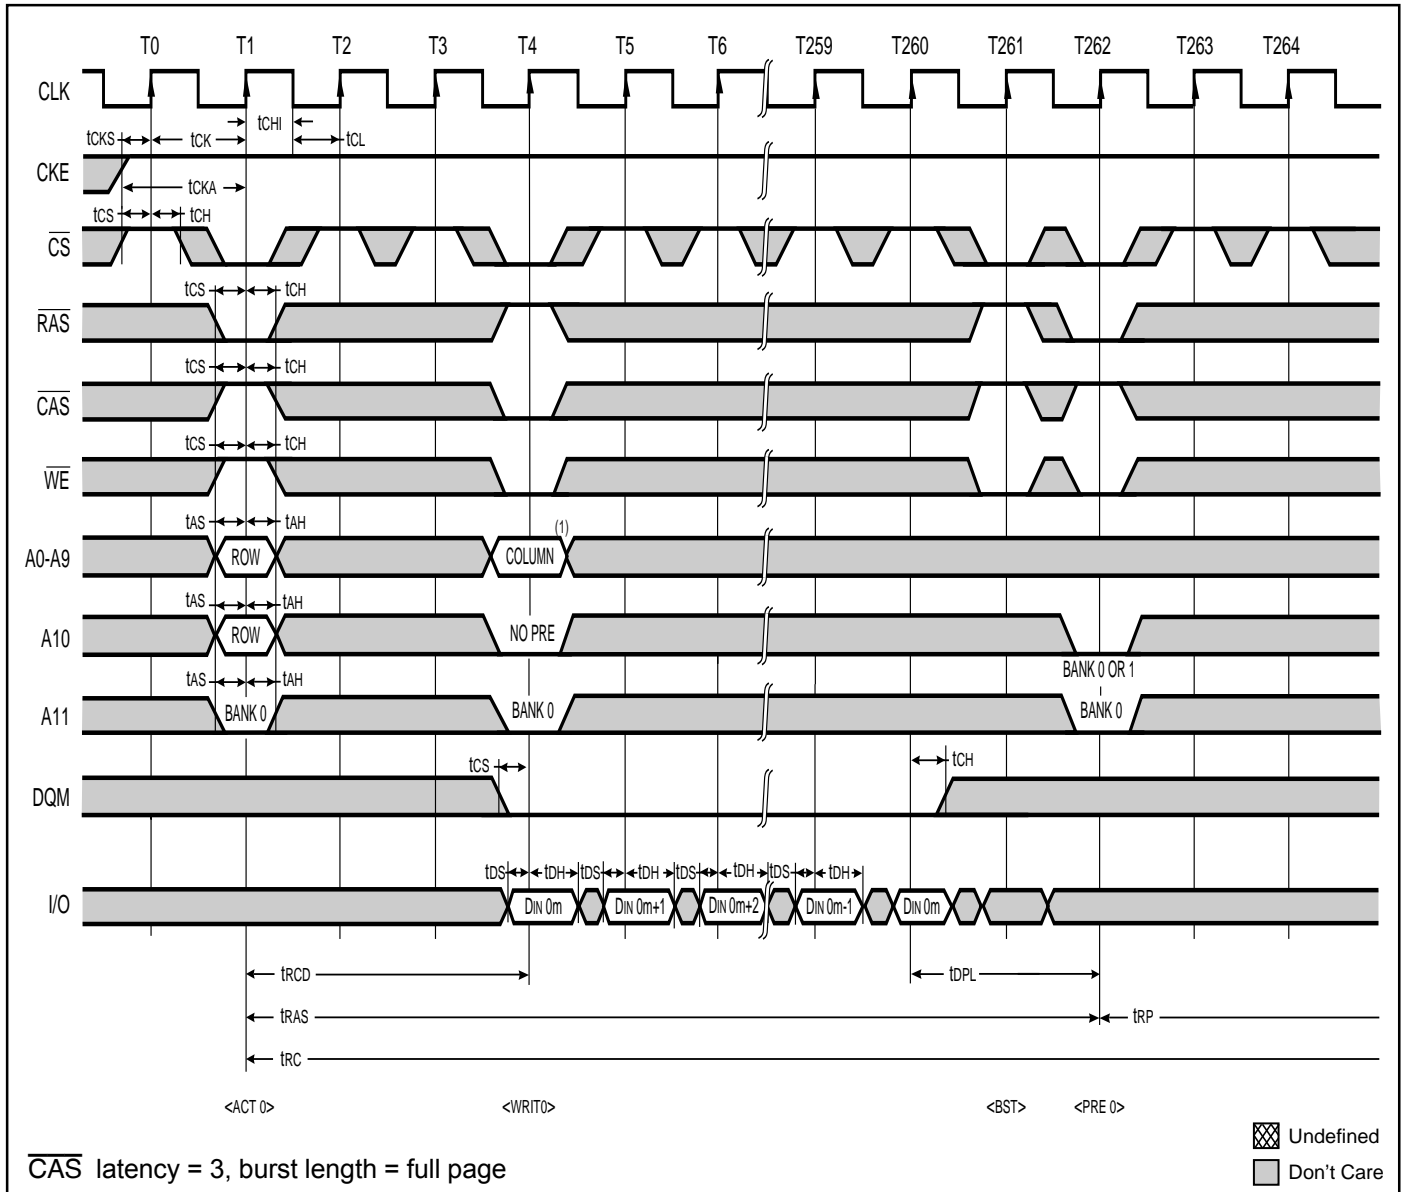 T0 T1 T2 T3 T4 T5 T6 T259 T260 T261 T262 T263 T264
CLK
tCHI
tCKS tCK tCL
CKE
tCKA
tCS tCH
CS
tCS tCH
RAS
tCS tCH
CAS
tCS tCH
WE
tAS tAH (1)
A0-A9 ROW COLUMN
tAS tAH
A10 ROW NO PRE
BANK 0 OR 1
tAS tAH
A11 BANK 0 BANK 0 BANK 0
tCS tCH
DQM
tDS tDH tDS tDH tDS tDH tDS tDH
I/O DIN 0m DIN 0m+1 DIN 0m+2 DIN 0m-1 DIN 0m
tRCD tDPL
tRAS tRP
tRC
<ACT 0> <WRIT0> <BST> <PRE 0>
Undefined
CAS latency = 3, burst length = full page
Don't Care